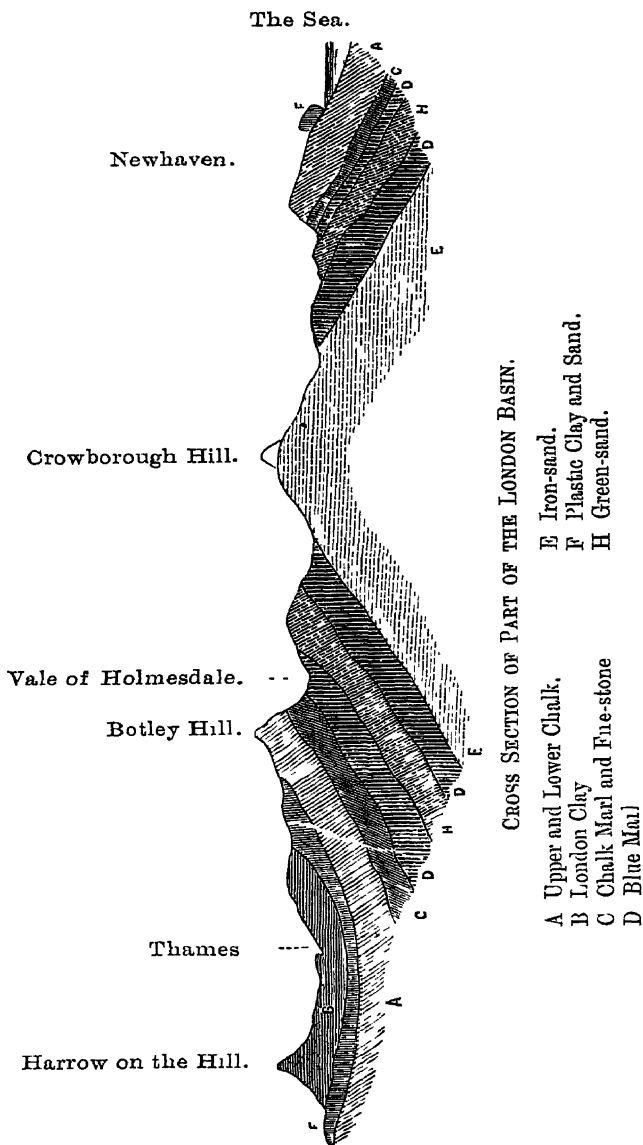 The Sea.
A
C
D
H
D
F
Newhaven.
E
Crowborough Hill.
Vale of Holmesdale.
Botley Hill.
E
D
H
D
C
Thames
A
Harrow on the Hill.
F
CROSS SECTION OF PART OF THE LONDON BASIN.
A Upper and Lower Chalk.
B London Clay
C Chalk Marl and Fue-stone
D Blue Mail
E Iron-sand.
F Plastic Clay and Sand.
H Green-sand.